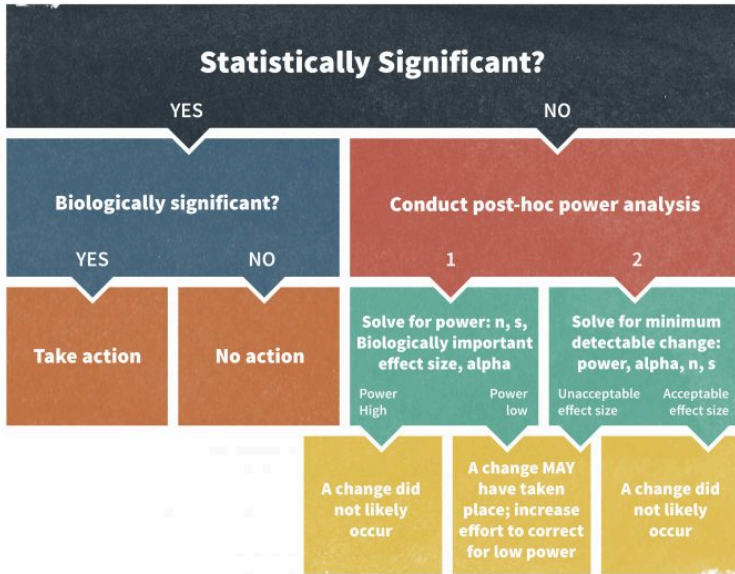 Statistically Significant?
YES
NO
Biologically significant?
Conduct post-hoc power analysis
YES
NO
1
2
Take action
No action
Solve for power: n, s,
Biologically important
effect size, alpha
Solve for minimum
detectable change:
power, alpha, n, s
Power
High
Power
low
Unacceptable
effect size
Acceptable
effect size
A change did
not likely
occur
A change MAY
have taken
place; increase
effort to correct
for low power
A change did
not likely
occur